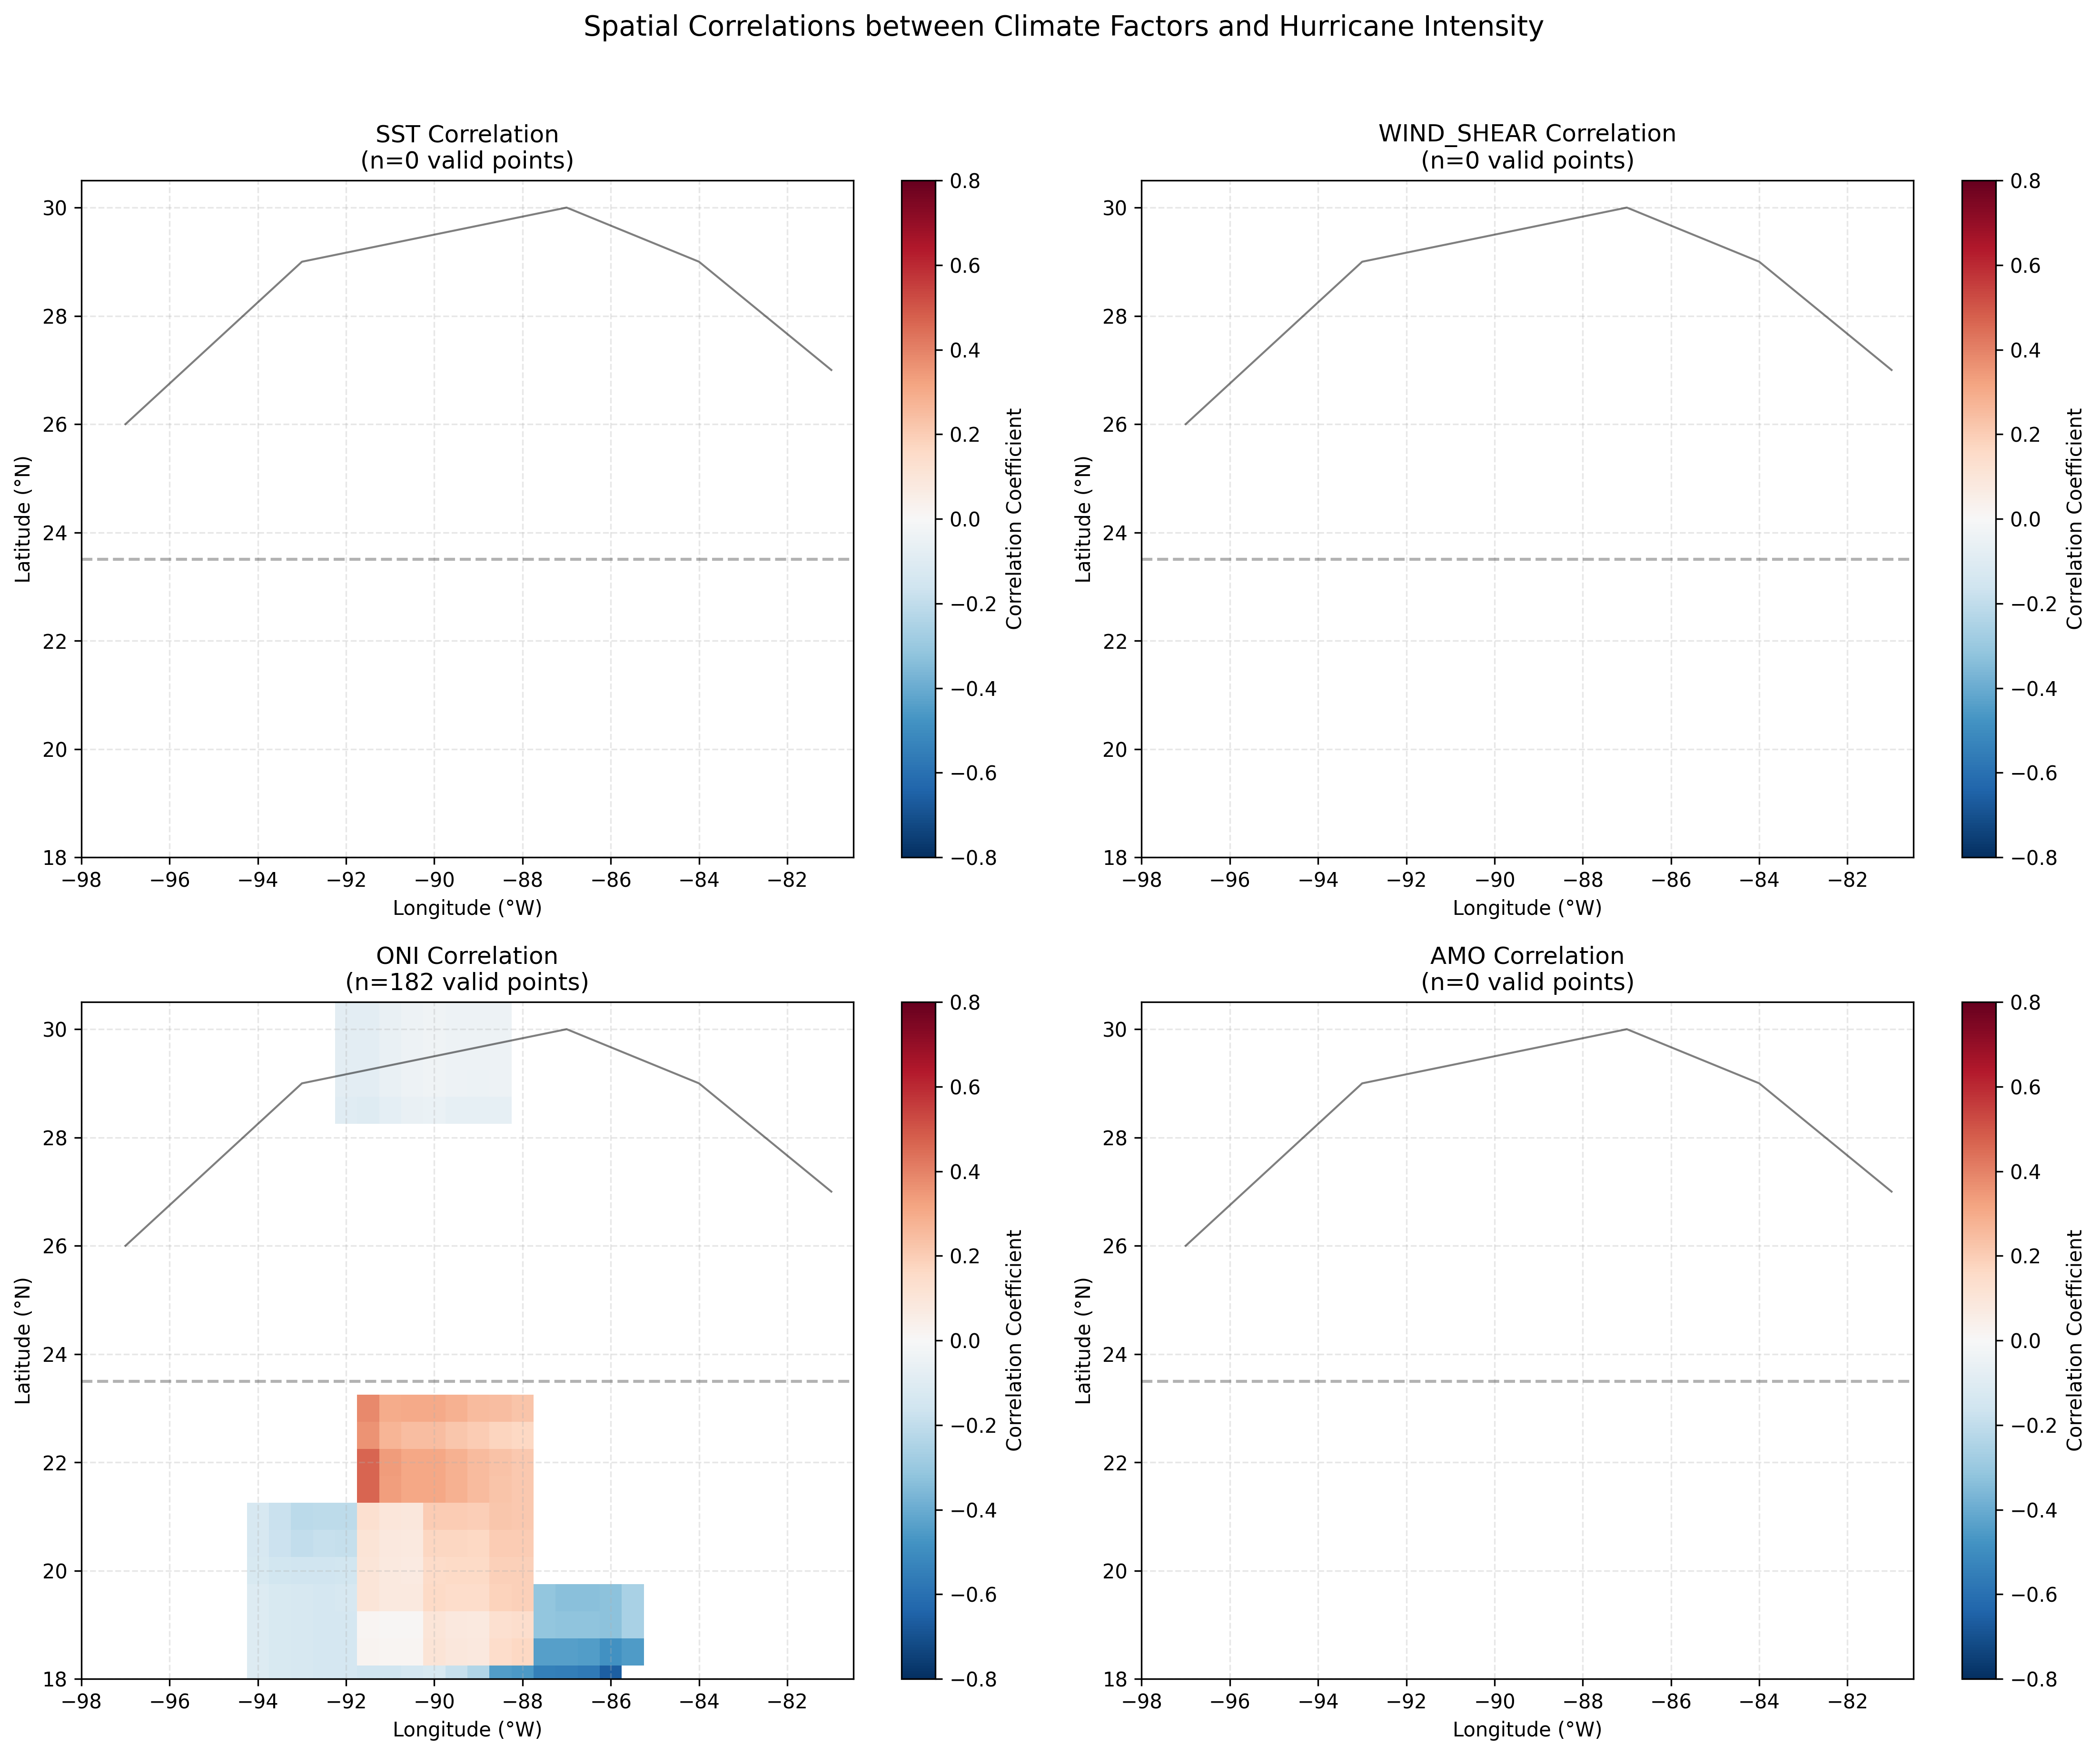 Spatial Correlations between Climate Factors and Hurricane Intensity
SST Correlation
(n=0 valid points)
30
28
26
24
22
20
18
Latitude (°N)
−98 −96 −94 −92 −90 −88 −86 −84 −82
Longitude (°W)
0.8
0.6
0.4
0.2
0.0
−0.2
−0.4
−0.6
−0.8
Correlation Coefficient
WIND_SHEAR Correlation
(n=0 valid points)
30
28
26
24
22
20
18
Latitude (°N)
−98 −96 −94 −92 −90 −88 −86 −84 −82
Longitude (°W)
0.8
0.6
0.4
0.2
0.0
−0.2
−0.4
−0.6
−0.8
Correlation Coefficient
ONI Correlation
(n=182 valid points)
30
28
26
24
22
20
18
Latitude (°N)
−98 −96 −94 −92 −90 −88 −86 −84 −82
Longitude (°W)
0.8
0.6
0.4
0.2
0.0
−0.2
−0.4
−0.6
−0.8
Correlation Coefficient
AMO Correlation
(n=0 valid points)
30
28
26
24
22
20
18
Latitude (°N)
−98 −96 −94 −92 −90 −88 −86 −84 −82
Longitude (°W)
0.8
0.6
0.4
0.2
0.0
−0.2
−0.4
−0.6
−0.8
Correlation Coefficient